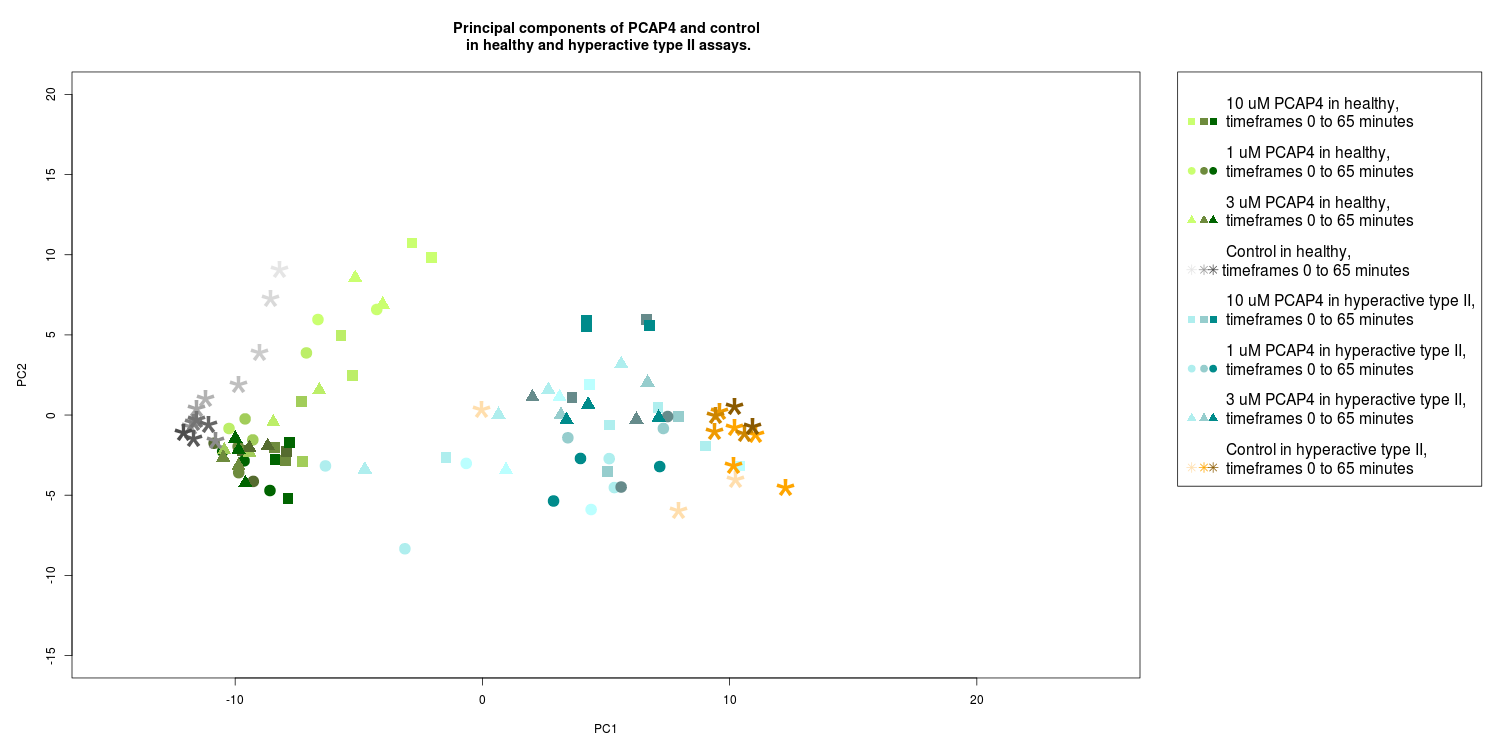 Principal components of PCAP4 and control
in healthy and hyperactive type II assays.
20
15
10
5
0
-5
-10
-15
PC2
-10
0
10
20
PC1
10 uM PCAP4 in healthy,
timeframes 0 to 65 minutes
1 uM PCAP4 in healthy,
timeframes 0 to 65 minutes
3 uM PCAP4 in healthy,
timeframes 0 to 65 minutes
Control in healthy,
timeframes 0 to 65 minutes
10 uM PCAP4 in hyperactive type II,
timeframes 0 to 65 minutes
1 uM PCAP4 in hyperactive type II,
timeframes 0 to 65 minutes
3 uM PCAP4 in hyperactive type II,
timeframes 0 to 65 minutes
Control in hyperactive type II,
timeframes 0 to 65 minutes